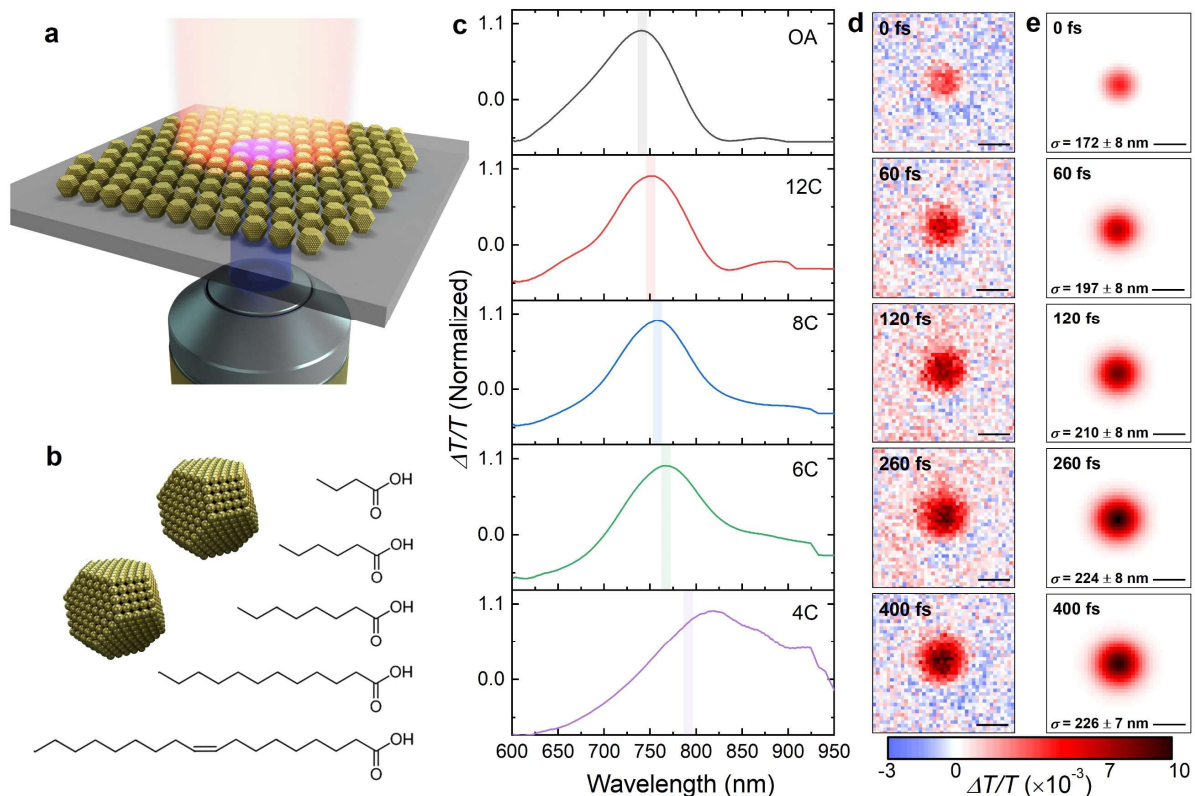 a
b
OH
O
OH
O
OH
O
OH
O
OH
O
c
ΔT/T (Normalized)
1.1
0.0
OA
1.1
0.0
12C
1.1
0.0
8C
1.1
0.0
6C
1.1
0.0
4C
600 650 700 750 800 850 900 950
Wavelength (nm)
d
0 fs
60 fs
120 fs
260 fs
400 fs
e
0 fs
σ = 172 ± 8 nm
60 fs
σ = 197 ± 8 nm
120 fs
σ = 210 ± 8 nm
260 fs
σ = 224 ± 8 nm
400 fs
σ = 226 ± 7 nm
-3 0 7 10
ΔT/T (×10⁻³)